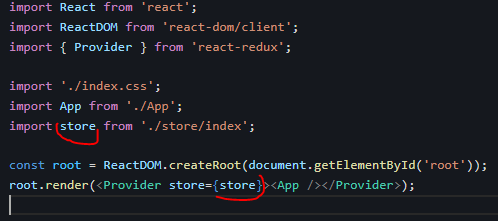 import React from 'react';
import ReactDOM from 'react-dom/client';
import { Provider } from 'react-redux';
import './index.css';
import App from './App';
import store from './store/index';
const root = ReactDOM.createRoot(document.getElementById('root'));
root.render(<Provider store={store}><App /></Provider>);